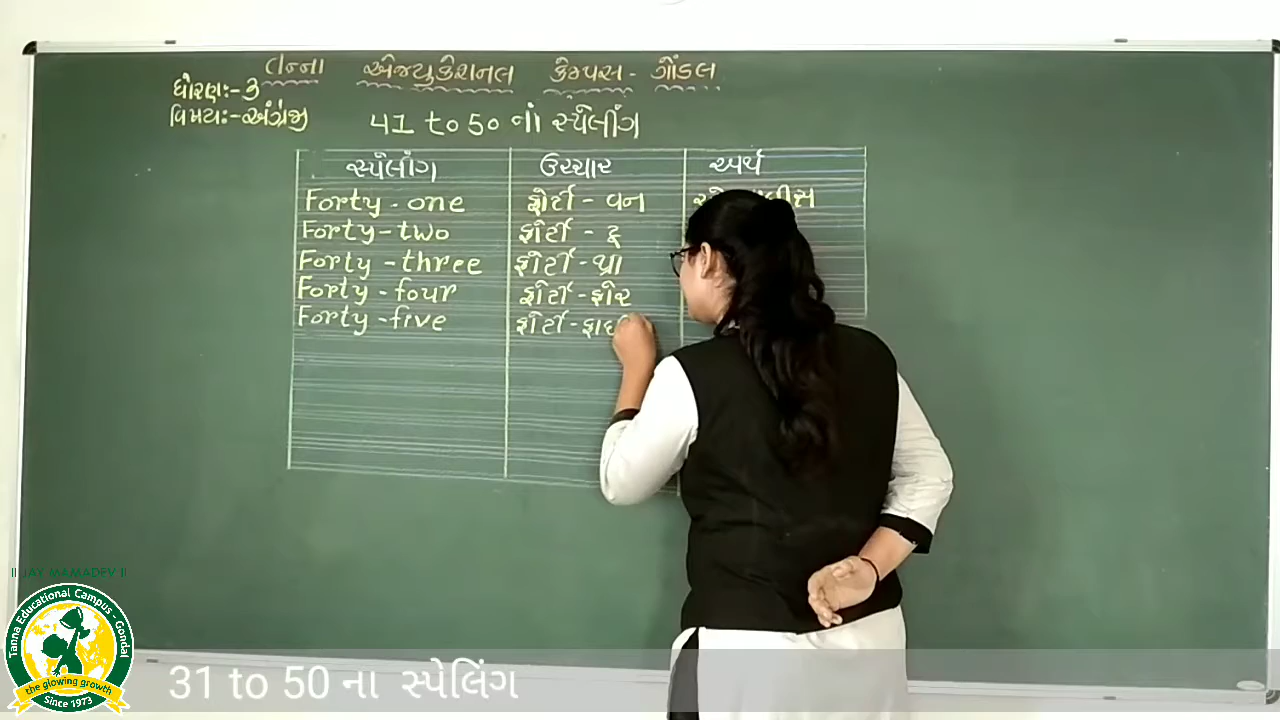 તન્ના એજ્યુકેશનલ કેમ્પસ - ગોંડલ
ધોરણ:- 3
વિષય:- અંગ્રેજી
41 to 50 નાં સ્પેલીંગ
સ્પેલીંગ ઉચ્ચાર અર્થ
Forty - one ફોર્ટી - વન
Forty - two ફોર્ટી - ટૂ
Forty - three ફોર્ટી - થ્રી
Forty - four ફોર્ટી - ફોર
Forty - five ફોર્ટી -
|| JAY MAMADEV ||
Tanna Educational Campus - Gondal
the glowing growth
Since 1973
31 to 50 ના સ્પેલિંગ